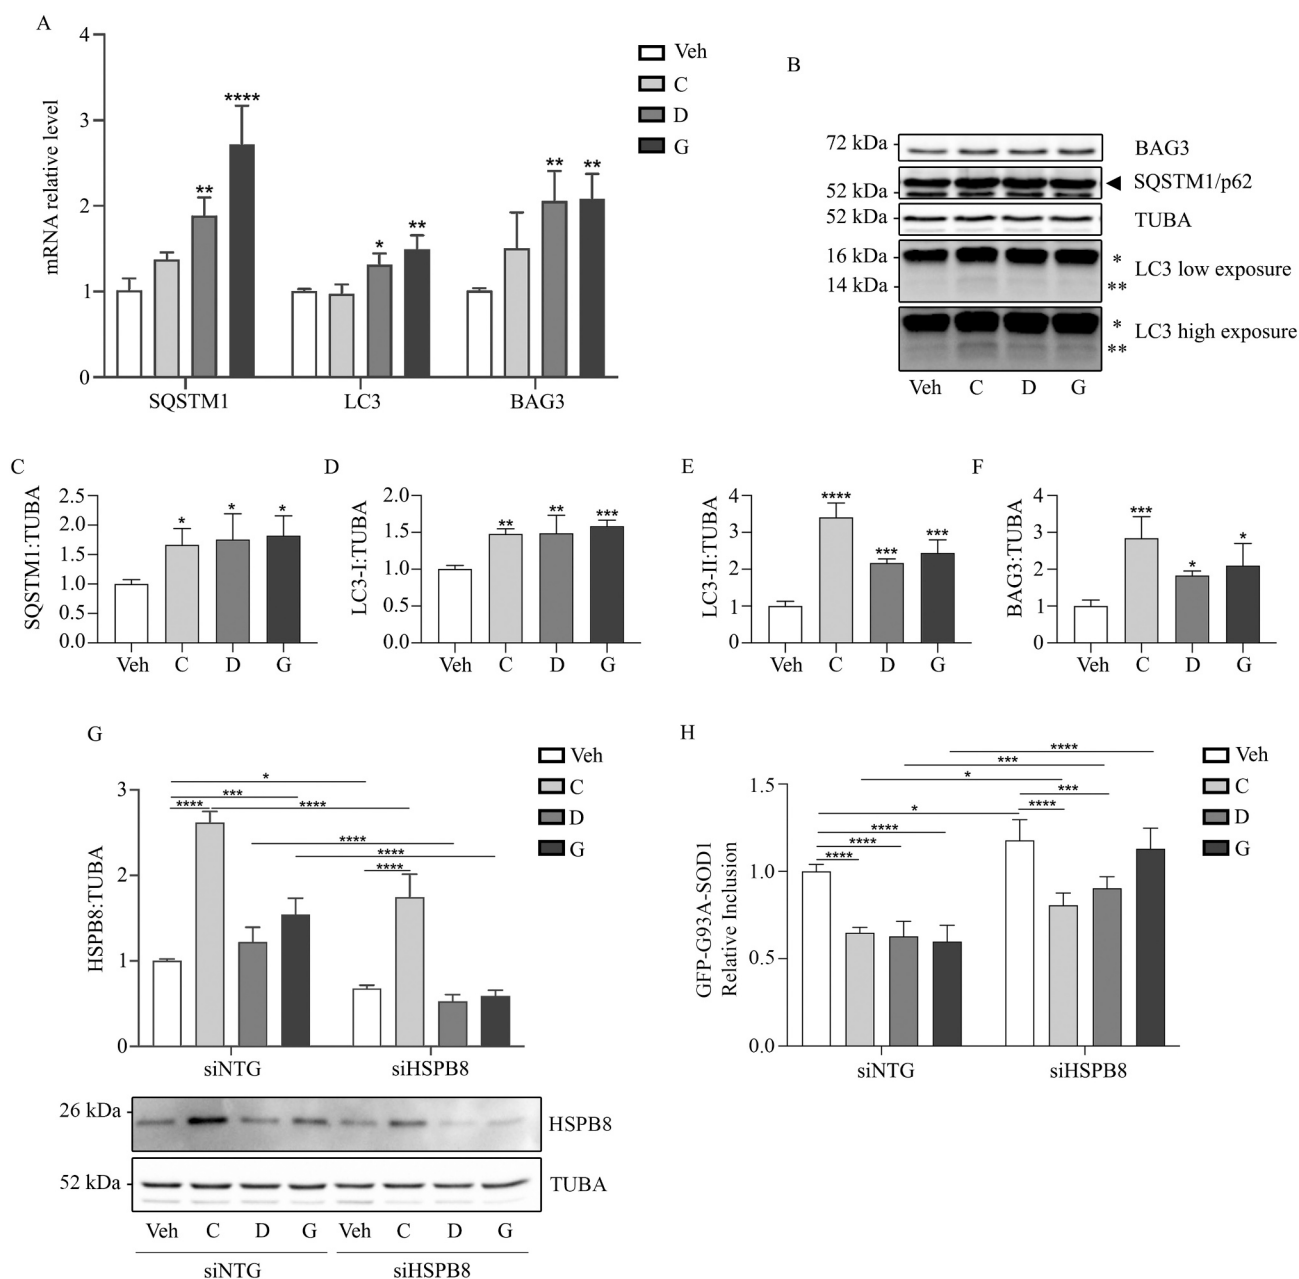 A
4
3
2
1
0
mRNA relative level
****
**
*
**
**
**
SQSTM1
LC3
BAG3
Veh
C
D
G
B
72 kDa
BAG3
SQSTM1/p62
52 kDa
52 kDa
TUBA
16 kDa
*
LC3 low exposure
14 kDa
**
*
LC3 high exposure
**
Veh C D G
C
SQSTM1:TUBA
2.5
2.0
1.5
1.0
0.5
0.0
* * *
Veh C D G
D
LC3-I:TUBA
2.0
1.5
1.0
0.5
0.0
** ** ***
Veh C D G
E
LC3-II:TUBA
4
3
2
1
0
**** *** ***
Veh C D G
F
BAG3:TUBA
4
3
2
1
0
*** * *
Veh C D G
G
HSPB8:TUBA
3
2
1
0
*
***
**** ****
****
****
****
siNTG siHSPB8
Veh
C
D
G
26 kDa
HSPB8
52 kDa
TUBA
Veh C D G Veh C D G
siNTG siHSPB8
H
GFP-G93A-SOD1
Relative Inclusion
1.5
1.0
0.5
0.0
****
***
*
***
****
*
****
****
****
siNTG siHSPB8
Veh
C
D
G